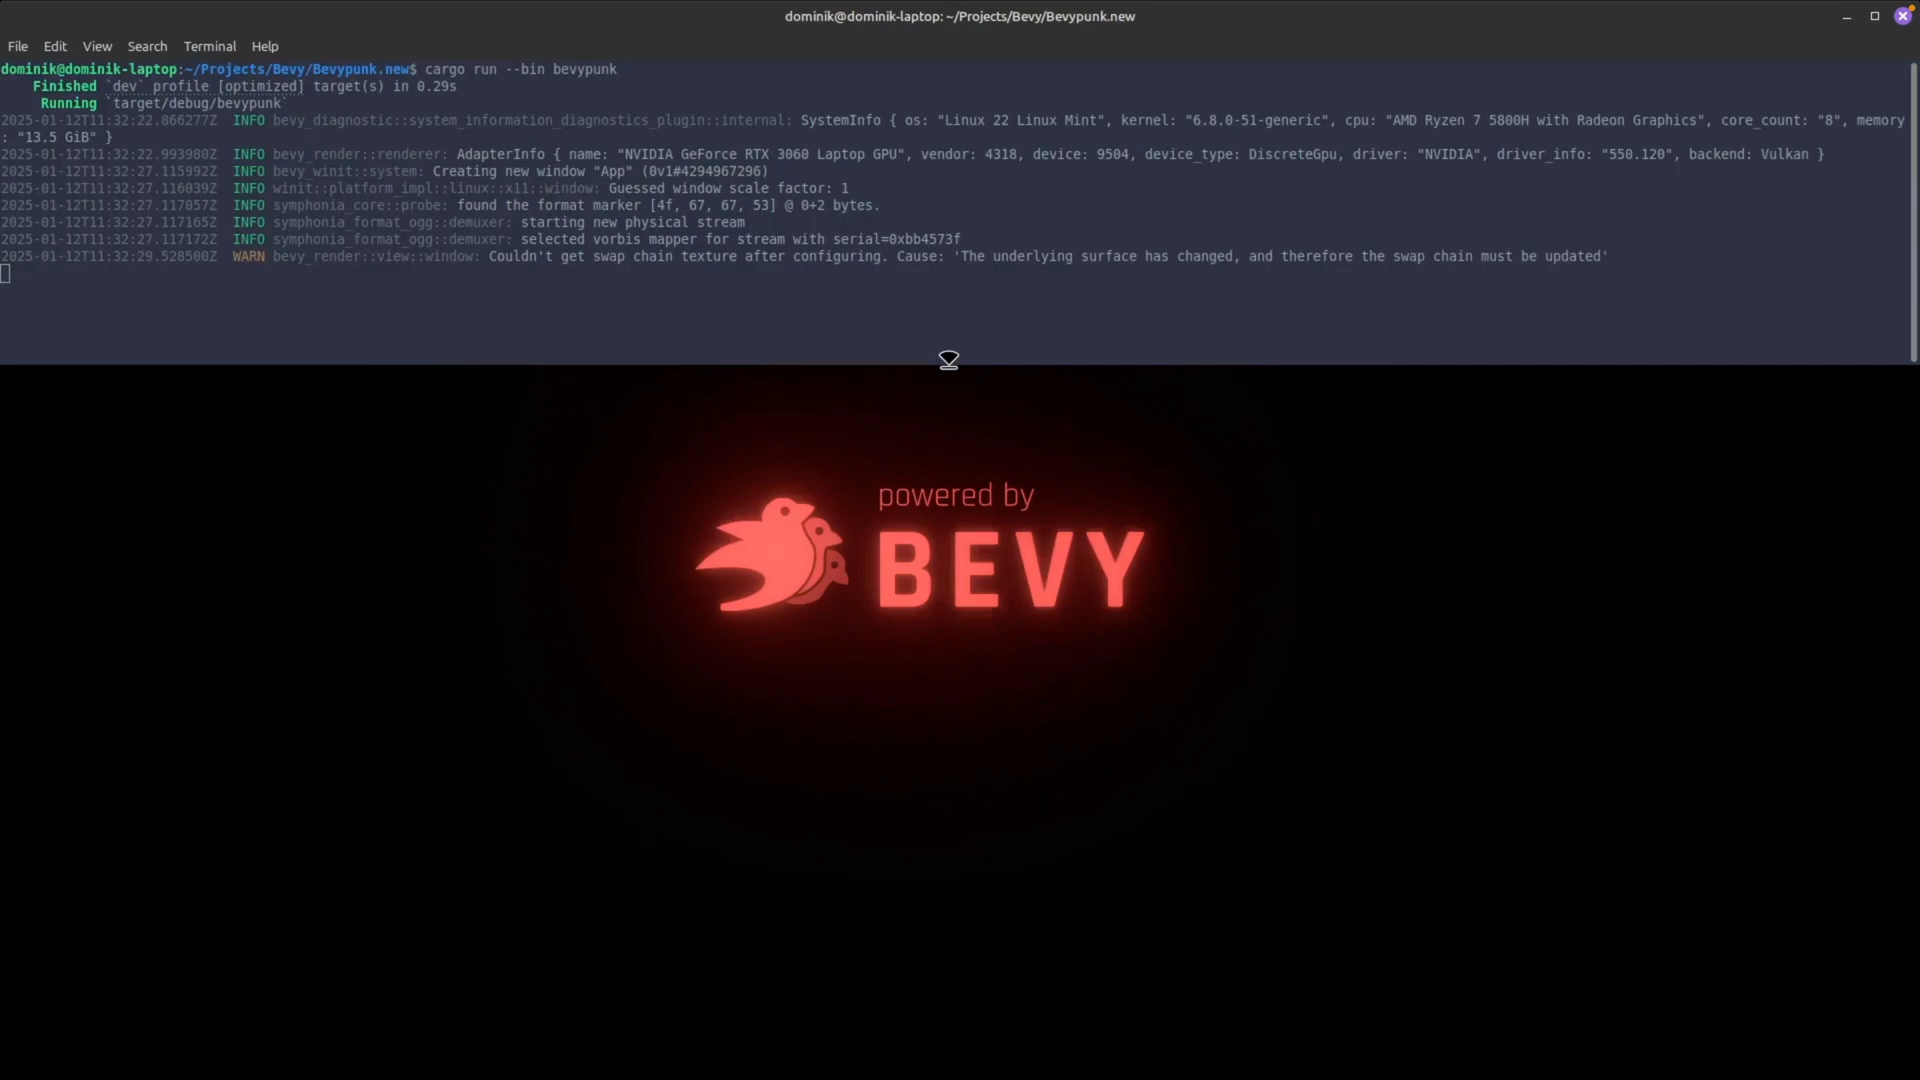 dominik@dominik-laptop: ~/Projects/Bevy/Bevypunk.new
File Edit View Search Terminal Help
dominik@dominik-laptop:~/Projects/Bevy/Bevypunk.new$ cargo run --bin bevypunk
Finished `dev` profile [optimized] target(s) in 0.29s
Running `target/debug/bevypunk`
2025-01-12T11:32:22.866277Z INFO bevy_diagnostic::system_information_diagnostics_plugin::internal: SystemInfo { os: "Linux 22 Linux Mint", kernel: "6.8.0-51-generic", cpu: "AMD Ryzen 7 5800H with Radeon Graphics", core_count: "8", memory
: "13.5 GiB" }
2025-01-12T11:32:22.993980Z INFO bevy_render::renderer: AdapterInfo { name: "NVIDIA GeForce RTX 3060 Laptop GPU", vendor: 4318, device: 9504, device_type: DiscreteGpu, driver: "NVIDIA", driver_info: "550.120", backend: Vulkan }
2025-01-12T11:32:27.115992Z INFO bevy_winit::system: Creating new window "App" (0v1#4294967296)
2025-01-12T11:32:27.116039Z INFO winit::platform_impl::linux::x11::window: Guessed window scale factor: 1
2025-01-12T11:32:27.117057Z INFO symphonia_core::probe: found the format marker [4f, 67, 67, 53] @ 0+2 bytes.
2025-01-12T11:32:27.117165Z INFO symphonia_format_ogg::demuxer: starting new physical stream
2025-01-12T11:32:27.117172Z INFO symphonia_format_ogg::demuxer: selected vorbis mapper for stream with serial=0xbb4573f
2025-01-12T11:32:29.528500Z WARN bevy_render::view::window: Couldn't get swap chain texture after configuring. Cause: 'The underlying surface has changed, and therefore the swap chain must be updated'
powered by
BEVY